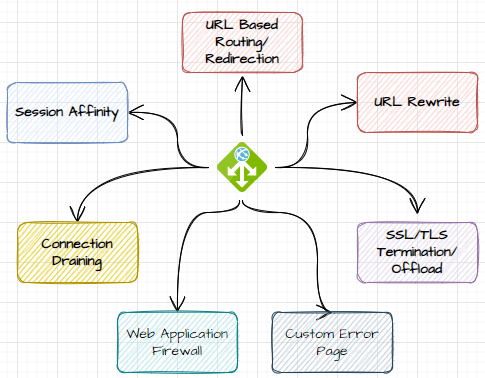 URL Based
Routing/
Redirection
Session Affinity
URL Rewrite
Connection
Draining
SSL/TLS
Termination/
Offload
Web Application
Firewall
Custom Error
Page